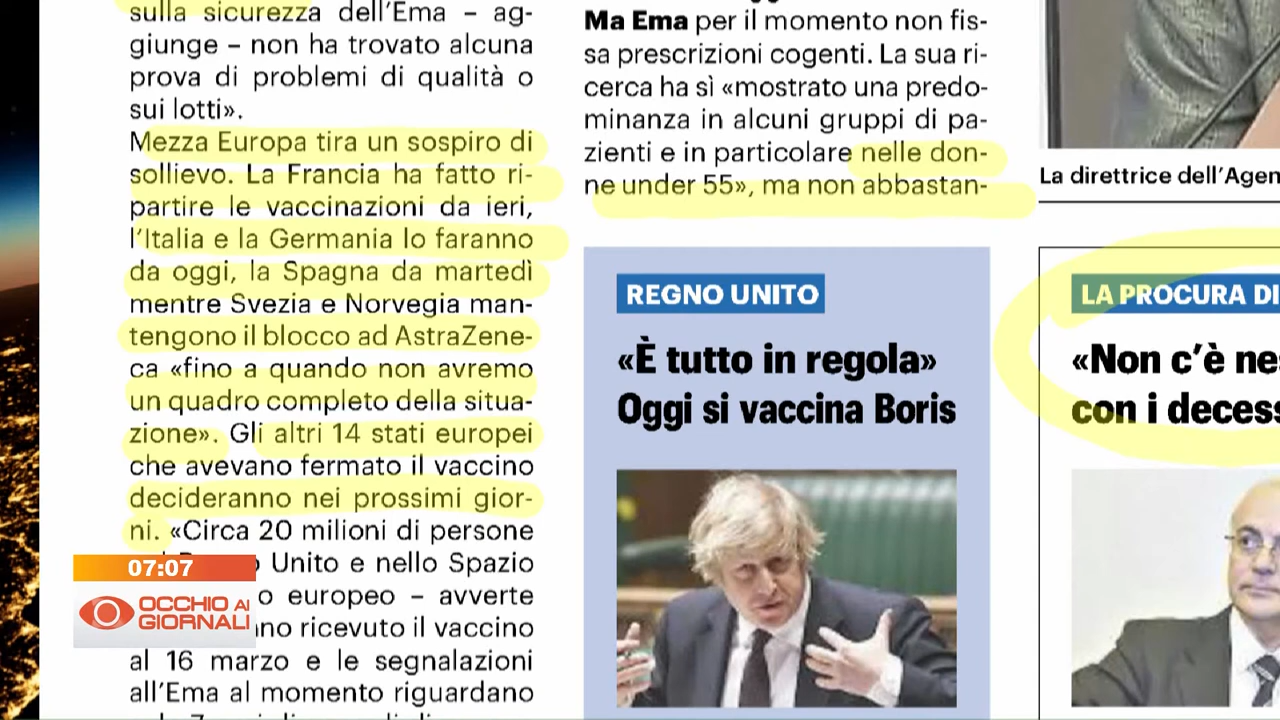 sulla sicurezza dell'Ema – ag-
giunge – non ha trovato alcuna
prova di problemi di qualità o
sui lotti».
Mezza Europa tira un sospiro di
sollievo. La Francia ha fatto ri-
partire le vaccinazioni da ieri,
l'Italia e la Germania lo faranno
da oggi, la Spagna da martedì
mentre Svezia e Norvegia man-
tengono il blocco ad AstraZene-
ca «fino a quando non avremo
un quadro completo della situa-
zione». Gli altri 14 stati europei
che avevano fermato il vaccino
decideranno nei prossimi gior-
ni. «Circa 20 milioni di persone
Unito e nello Spazio
europeo – avverte
ricevuto il vaccino
al 16 marzo e le segnalazioni
all'Ema al momento riguardano
Ma Ema per il momento non fis-
sa prescrizioni cogenti. La sua ri-
cerca ha sì «mostrato una predo-
minanza in alcuni gruppi di pa-
zienti e in particolare nelle don-
ne under 55», ma non abbastan-
REGNO UNITO
«È tutto in regola»
Oggi si vaccina Boris
La direttrice dell'Agen
LA PROCURA DI
«Non c'è ne
con i decess
07:07
OCCHIO AI
GIORNALI